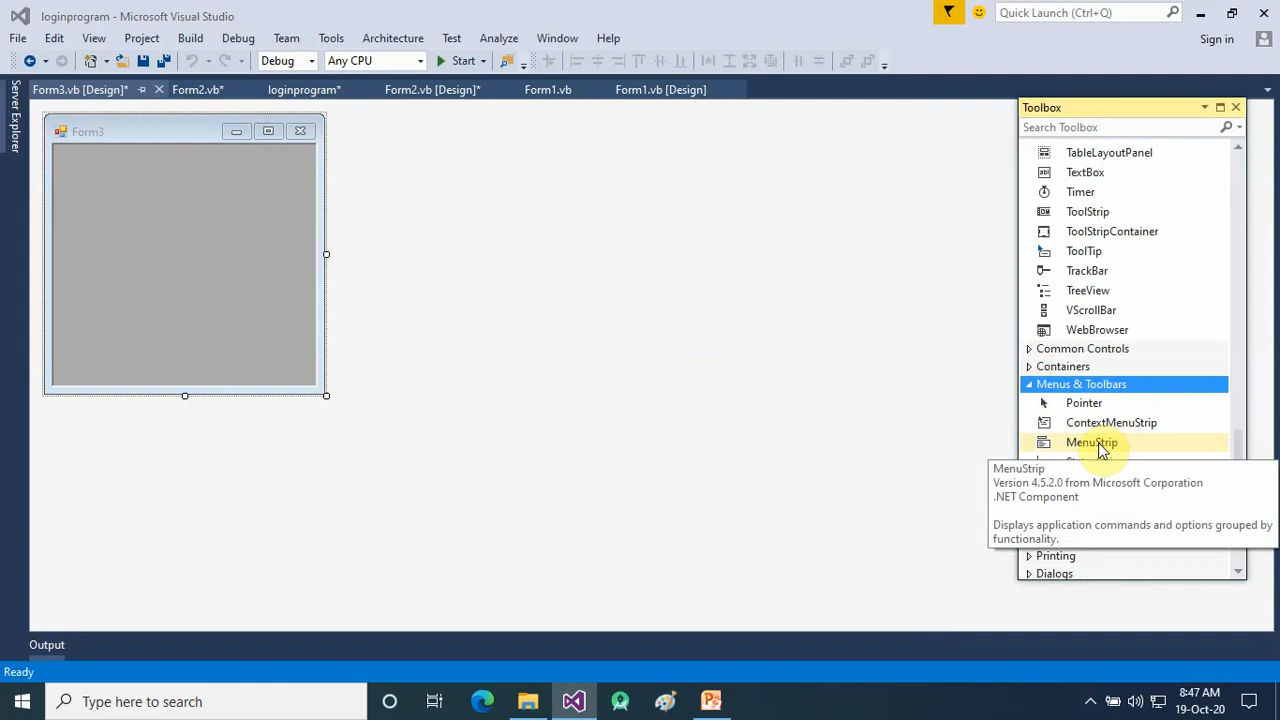 loginprogram - Microsoft Visual Studio
Quick Launch (Ctrl+Q)
File Edit View Project Build Debug Team Tools Architecture Test Analyze Window Help
Sign in
Debug Any CPU Start
Server Explorer
Form3.vb [Design]* Form2.vb* loginprogram* Form2.vb [Design]* Form1.vb Form1.vb [Design]
Toolbox
Search Toolbox
Form3
TableLayoutPanel
TextBox
Timer
ToolStrip
ToolStripContainer
ToolTip
TrackBar
TreeView
VScrollBar
WebBrowser
Common Controls
Containers
Menus & Toolbars
Pointer
ContextMenuStrip
MenuStrip
MenuStrip
Version 4.5.2.0 from Microsoft Corporation
.NET Component
Displays application commands and options grouped by
functionality.
Printing
Dialogs
Output
Ready
Type here to search
8:47 AM
19-Oct-20